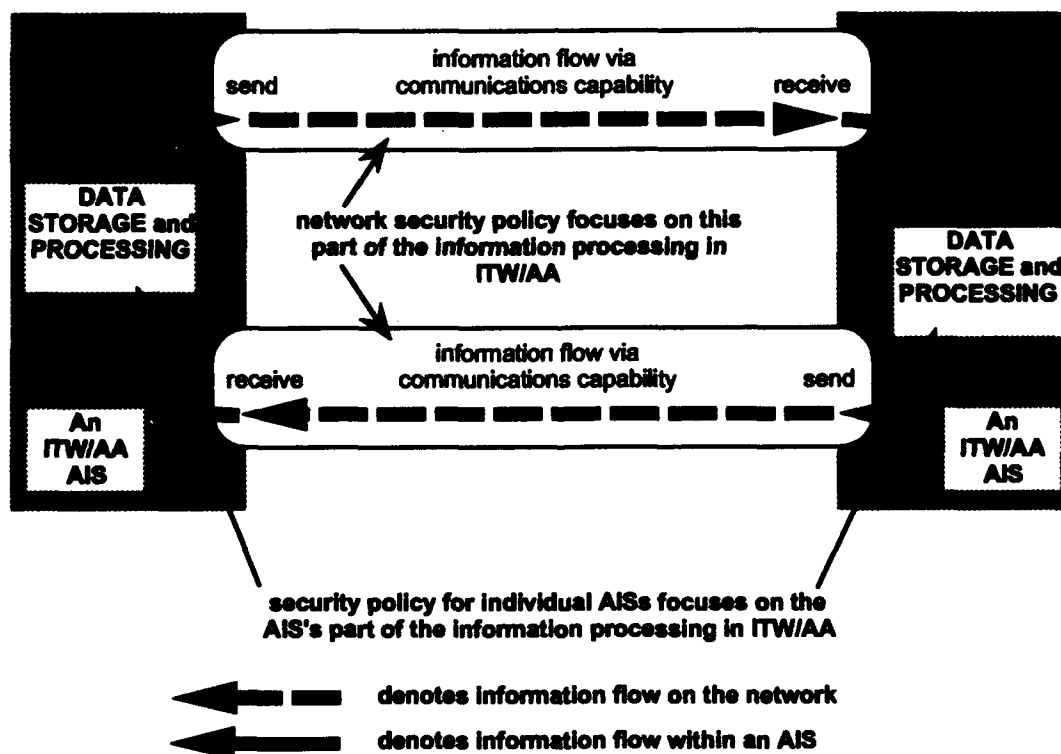 information flow via
communications capability
send
receive
DATA
STORAGE and
PROCESSING
network security policy focuses on this
part of the information processing in
ITW/AA
DATA
STORAGE and
PROCESSING
information flow via
communications capability
receive
send
An
ITW/AA
AIS
An
ITW/AA
AIS
security policy for individual AISs focuses on the
AIS's part of the information processing in ITW/AA
denotes information flow on the network
denotes information flow within an AIS